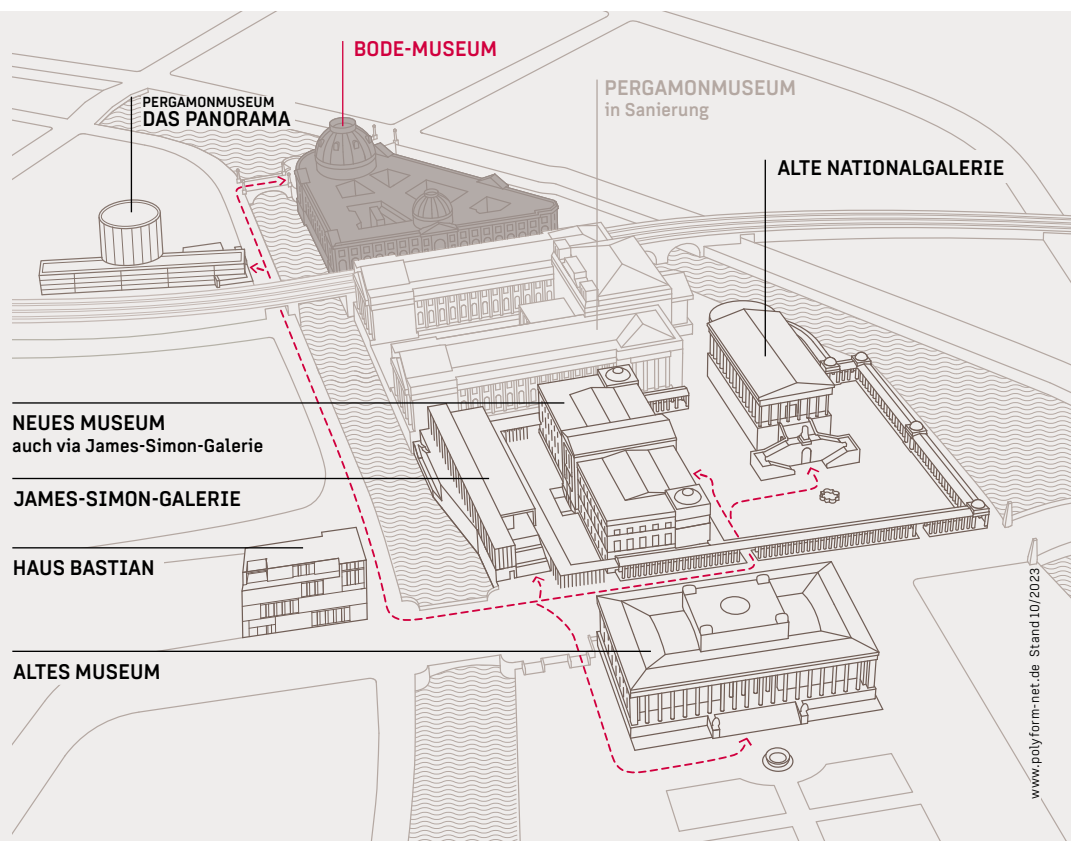 BODE-MUSEUM
PERGAMONMUSEUM
DAS PANORAMA
PERGAMONMUSEUM
in Sanierung
ALTE NATIONALGALERIE
NEUES MUSEUM
auch via James-Simon-Galerie
JAMES-SIMON-GALERIE
HAUS BASTIAN
ALTES MUSEUM
www.polyform-net.de Stand 10/2023